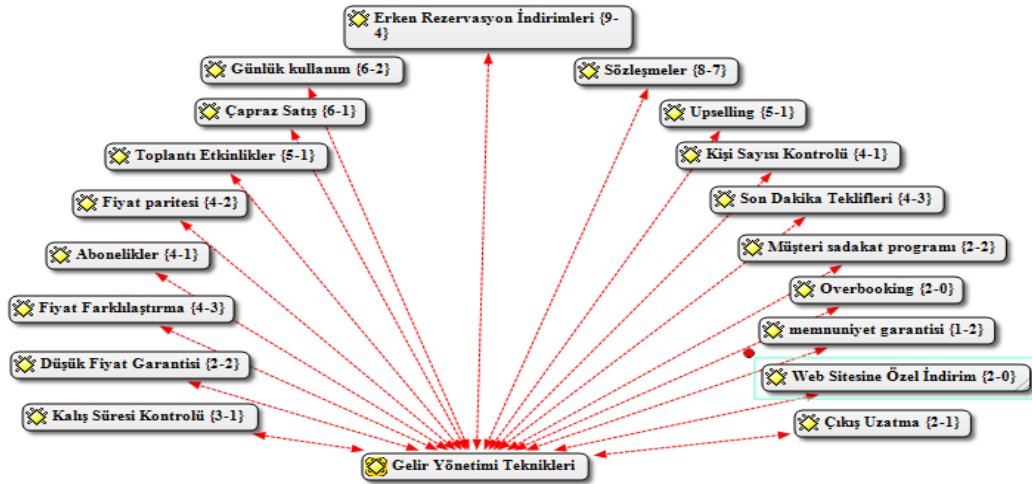 Erken Rezervasyon İndirimleri {9-
4}
Günlük kullanım {6-2}
Sözleşmeler {8-7}
Çapraz Satış {6-1}
Upselling {5-1}
Toplantı Etkinlikler {5-1}
Kişi Sayısı Kontrolü {4-1}
Fiyat paritesi {4-2}
Son Dakika Teklifleri {4-3}
Abonelikler {4-1}
Müşteri sadakat programı {2-2}
Overbooking {2-0}
Fiyat Farklılaştırma {4-3}
memnuniyet garantisi {1-2}
Düşük Fiyat Garantisi {2-2}
Web Sitesine Özel İndirim {2-0}
Kalış Süresi Kontrolü {3-1}
Çıkış Uzatma {2-1}
Gelir Yönetimi Teknikleri